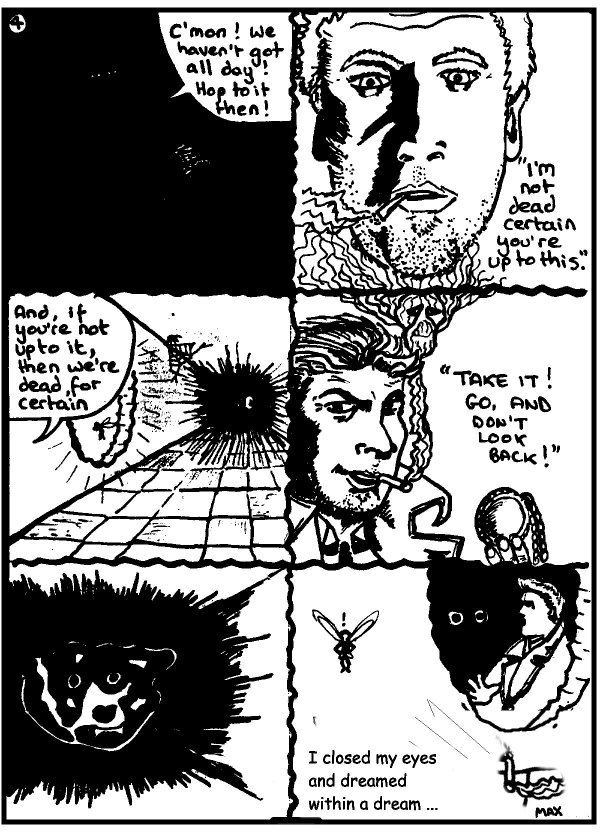 4
C'mon! We
haven't got
all day!
Hop to it
then!
"I'm
not
dead
certain
you're
up to this."
And, if
you're not
up to it,
then we're
dead, for
certain
"TAKE IT!
GO, AND
DON'T
LOOK
BACK!"
!
I closed my eyes
and dreamed
within a dream ...
MAX